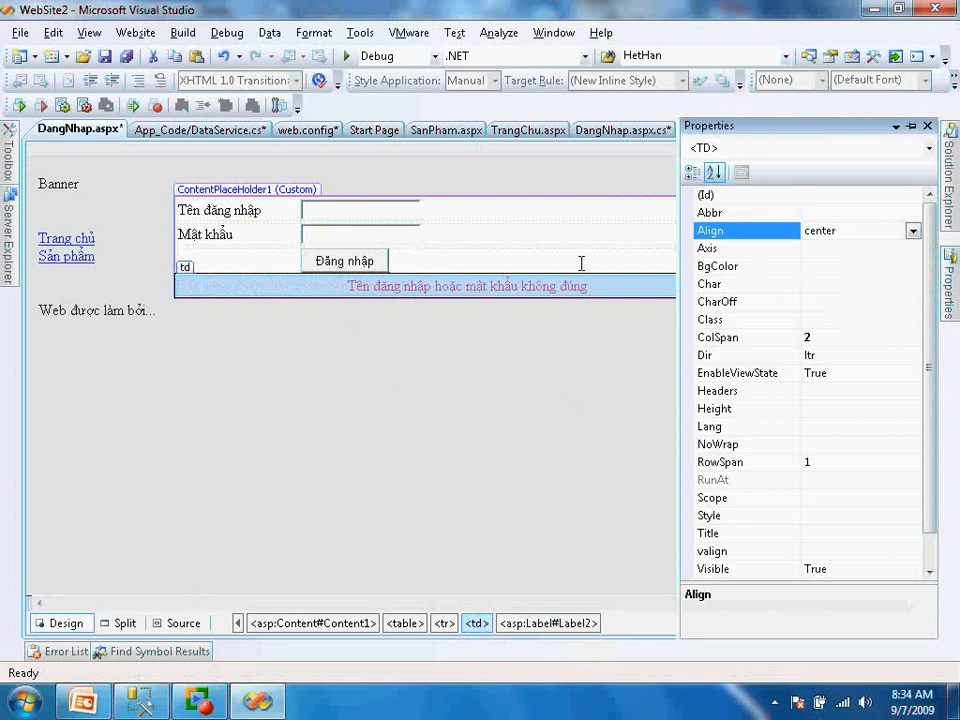 WebSite2 - Microsoft Visual Studio
File Edit View Website Build Debug Data Format Tools VMware Test Analyze Window Help
Debug .NET HetHan
XHTML 1.0 Transition Style Application: Manual Target Rule: (New Inline Style) (None) (Default Font)
DangNhap.aspx* App_Code/DataService.cs* web.config* Start Page SanPham.aspx TrangChu.aspx DangNhap.aspx.cs*
Toolbox
Server Explorer
Banner
Trang chủ
Sản phẩm
Web được làm bởi...
ContentPlaceHolder1 (Custom)
Tên đăng nhập
Mật khẩu
Đăng nhập
td
Tên đăng nhập hoặc mật khẩu không đúng
Properties
<TD>
(Id)
Abbr
Align center
Axis
BgColor
Char
CharOff
Class
ColSpan 2
Dir ltr
EnableViewState True
Headers
Height
Lang
NoWrap
RowSpan 1
RunAt
Scope
Style
Title
valign
Visible True
Align
Solution Explorer
Properties
Design Split Source <asp:Content#Content1> <table> <tr> <td> <asp:Label#Label2>
Error List Find Symbol Results
Ready
8:34 AM
9/7/2009